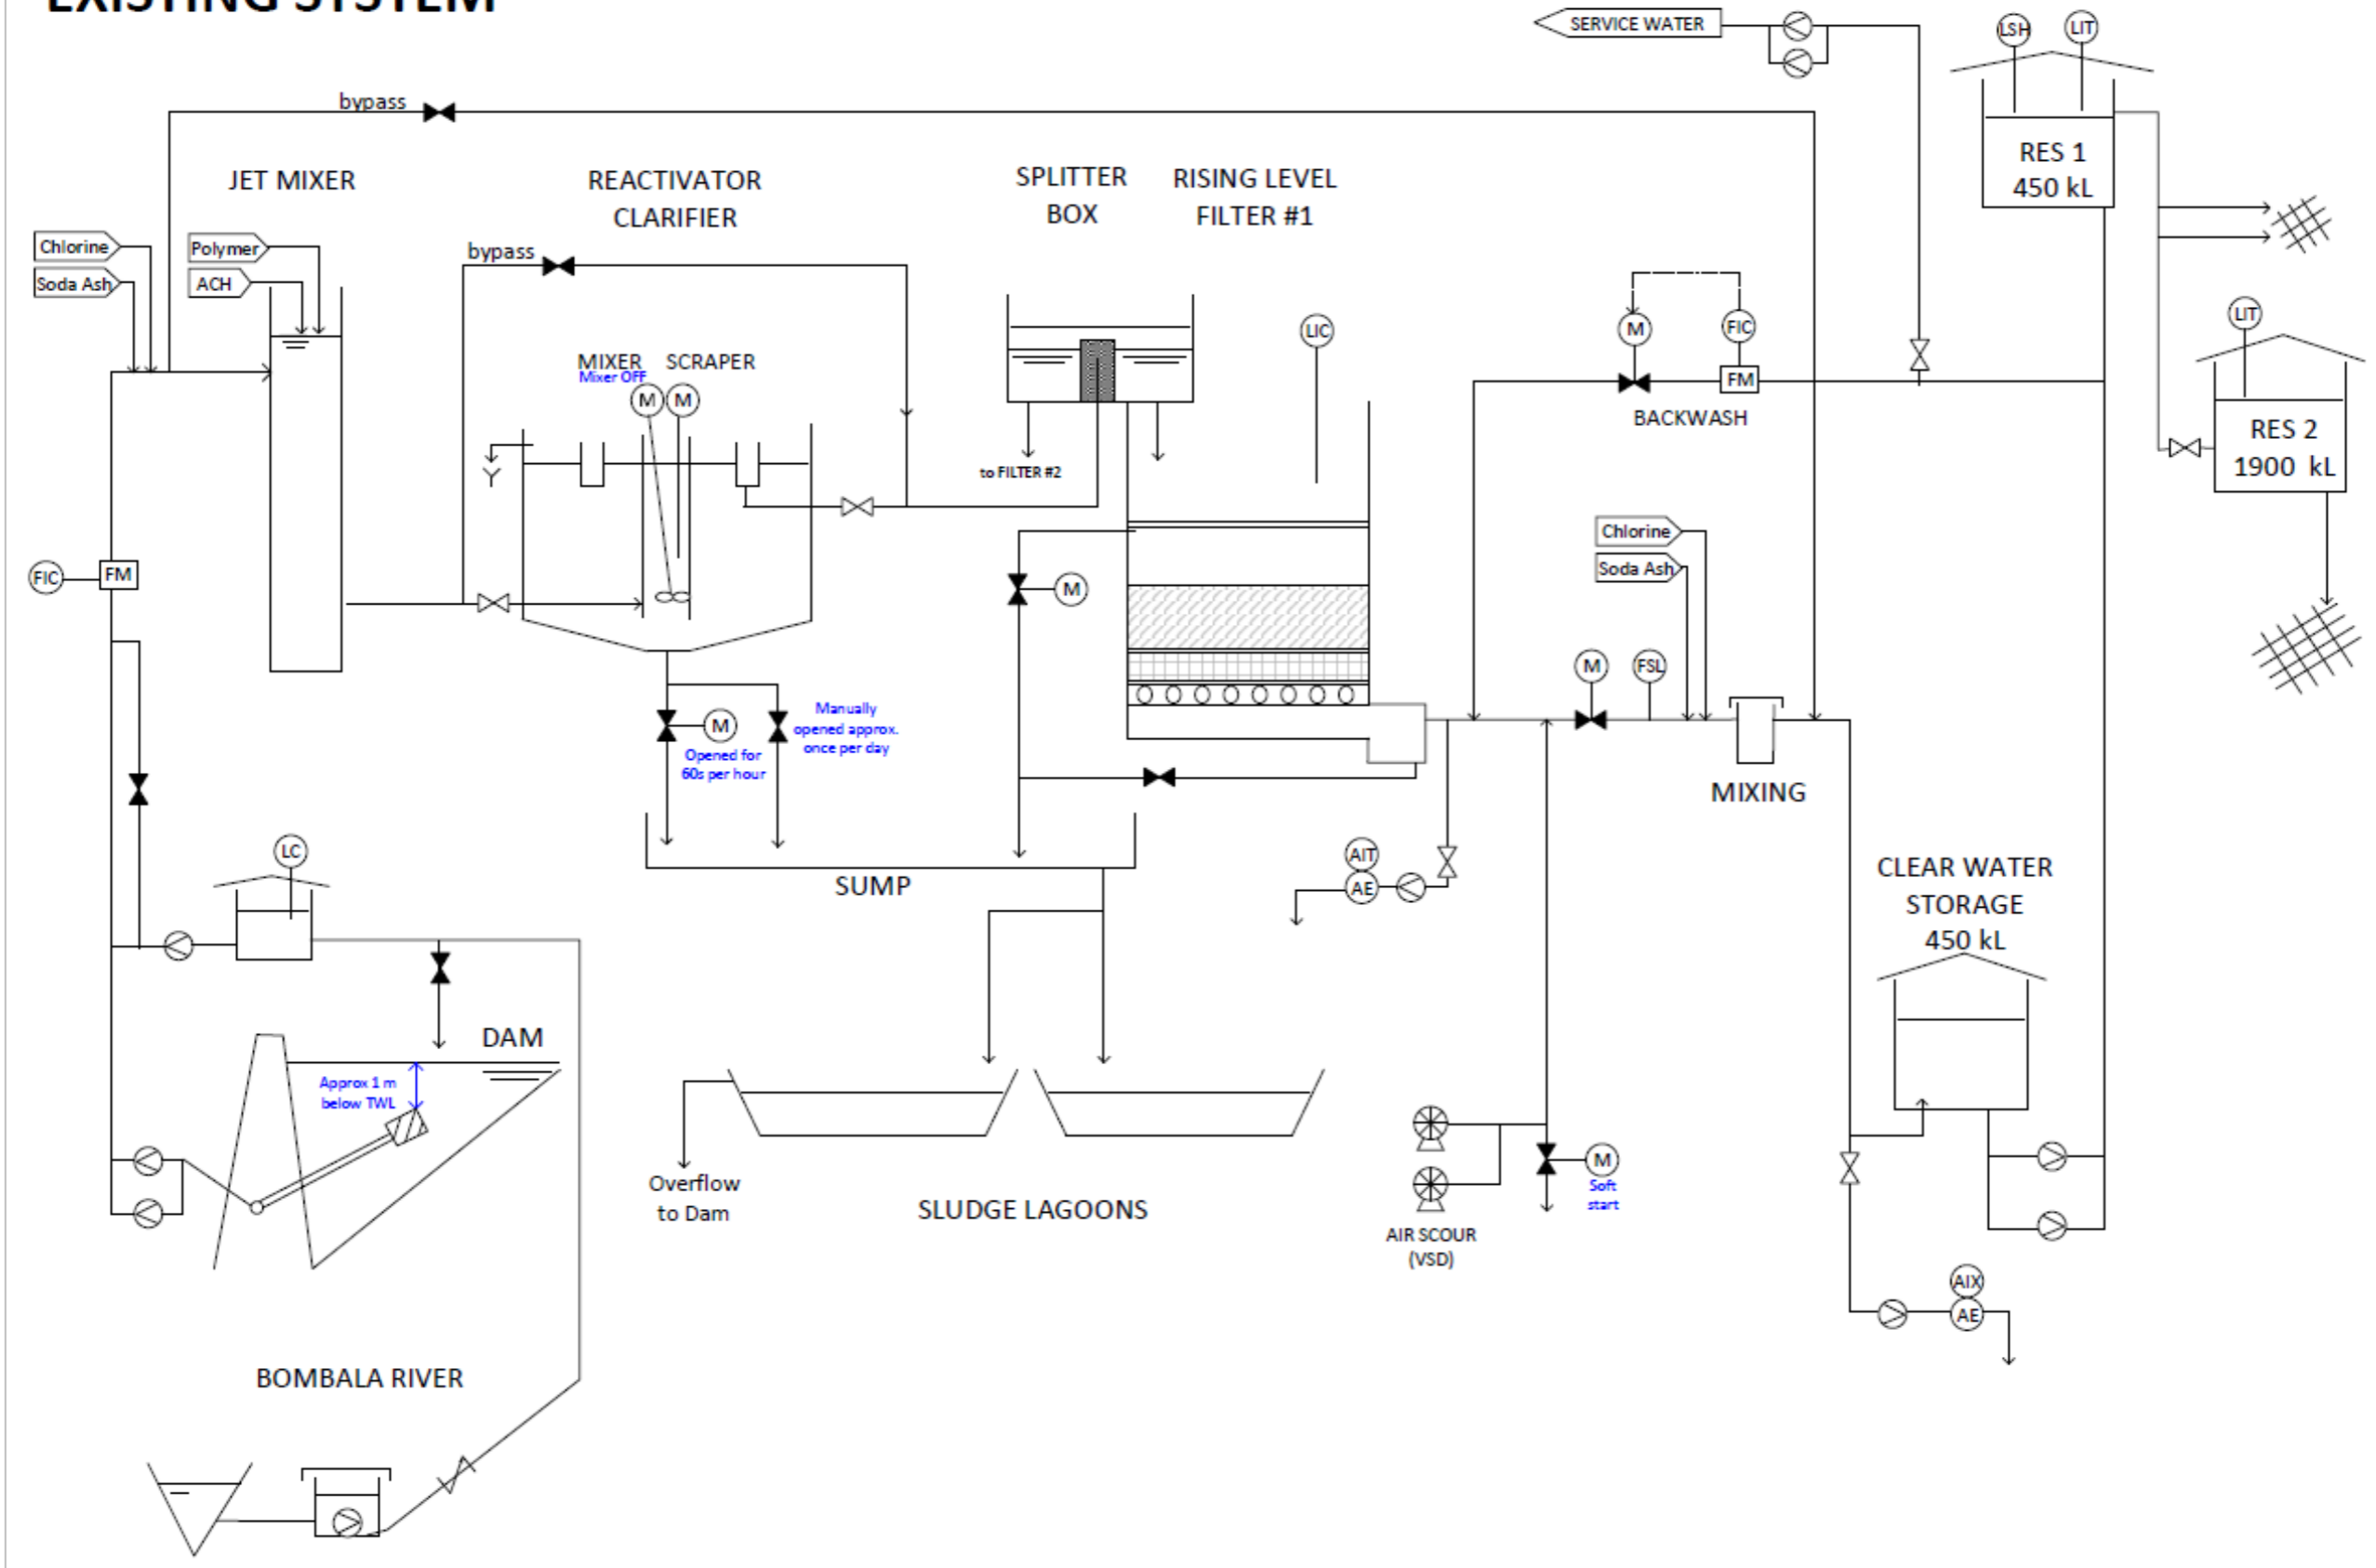 EXISTING SYSTEM
SERVICE WATER
LSH
LIT
bypass
RES 1
450 kL
JET MIXER
REACTIVATOR
CLARIFIER
SPLITTER
BOX
RISING LEVEL
FILTER #1
Chlorine
Soda Ash
Polymer
ACH
bypass
LIC
M
FIC
FM
BACKWASH
LIT
RES 2
1900 kL
MIXER
SCRAPER
Mixer OFF
M
M
to FILTER #2
FIC
FM
M
Chlorine
Soda Ash
M
FSL
MIXING
M
Opened for
60s per hour
Manually
opened approx.
once per day
LC
SUMP
AIT
AE
CLEAR WATER
STORAGE
450 kL
DAM
Approx 1 m
below TWL
Overflow
to Dam
SLUDGE LAGOONS
AIR SCOUR
(VSD)
M
Soft
start
AIX
AE
BOMBALA RIVER